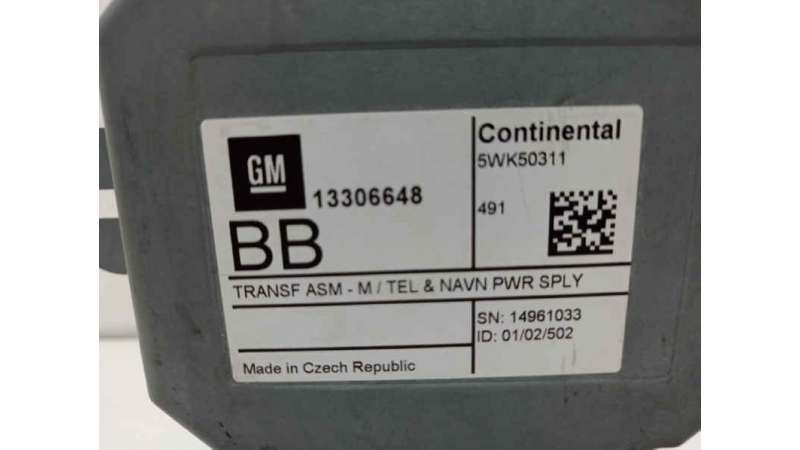 GM
13306648
BB
Continental
5WK50311
491
TRANSF ASM - M / TEL & NAVN PWR SPLY
SN: 14961033
ID: 01/02/502
Made in Czech Republic